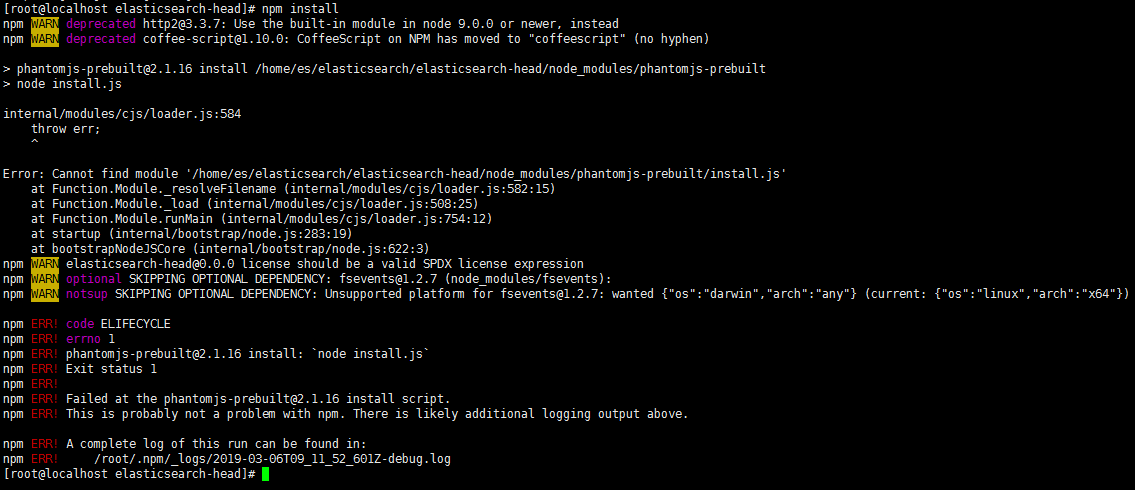 [root@localhost elasticsearch-head]# npm install
npm WARN deprecated http2@3.3.7: Use the built-in module in node 9.0.0 or newer, instead
npm WARN deprecated coffee-script@1.10.0: CoffeeScript on NPM has moved to "coffeescript" (no hyphen)
> phantomjs-prebuilt@2.1.16 install /home/es/elasticsearch/elasticsearch-head/node_modules/phantomjs-prebuilt
> node install.js
internal/modules/cjs/loader.js:584
    throw err;
    ^
Error: Cannot find module '/home/es/elasticsearch/elasticsearch-head/node_modules/phantomjs-prebuilt/install.js'
    at Function.Module._resolveFilename (internal/modules/cjs/loader.js:582:15)
    at Function.Module._load (internal/modules/cjs/loader.js:508:25)
    at Function.Module.runMain (internal/modules/cjs/loader.js:754:12)
    at startup (internal/bootstrap/node.js:283:19)
    at bootstrapNodeJSCore (internal/bootstrap/node.js:622:3)
npm WARN elasticsearch-head@0.0.0 license should be a valid SPDX license expression
npm WARN optional SKIPPING OPTIONAL DEPENDENCY: fsevents@1.2.7 (node_modules/fsevents):
npm WARN notsup SKIPPING OPTIONAL DEPENDENCY: Unsupported platform for fsevents@1.2.7: wanted {"os":"darwin","arch":"any"} (current: {"os":"linux","arch":"x64"})
npm ERR! code ELIFECYCLE
npm ERR! errno 1
npm ERR! phantomjs-prebuilt@2.1.16 install: `node install.js`
npm ERR! Exit status 1
npm ERR!
npm ERR! Failed at the phantomjs-prebuilt@2.1.16 install script.
npm ERR! This is probably not a problem with npm. There is likely additional logging output above.
npm ERR! A complete log of this run can be found in:
npm ERR!     /root/.npm/_logs/2019-03-06T09_11_52_601Z-debug.log
[root@localhost elasticsearch-head]#